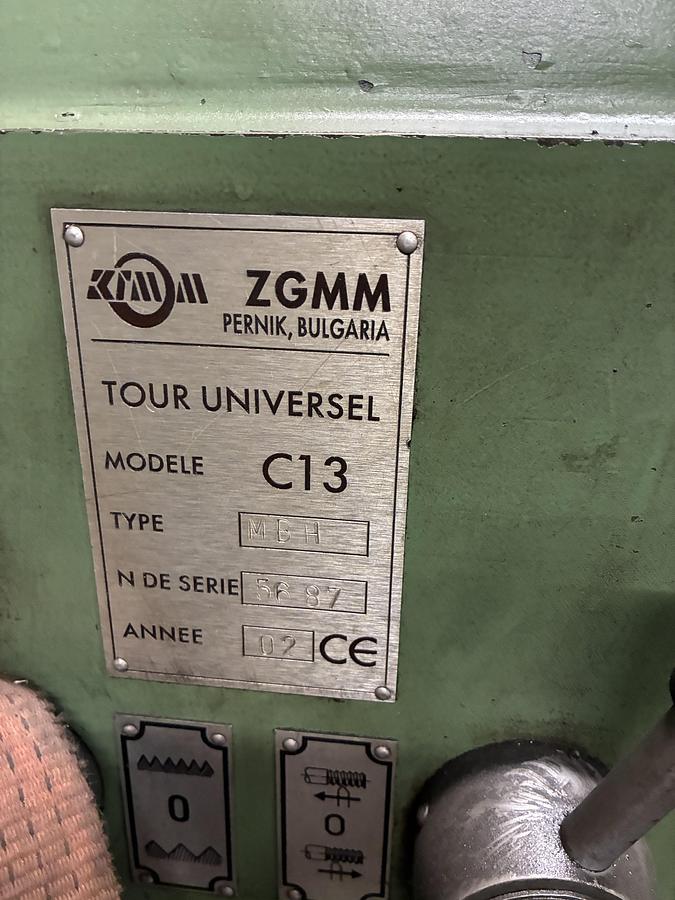 ZGMM
PERNIK, BULGARIA
TOUR UNIVERSEL
MODELE C13
TYPE MBH
N DE SERIE 5687
ANNEE 02 CE
0
0